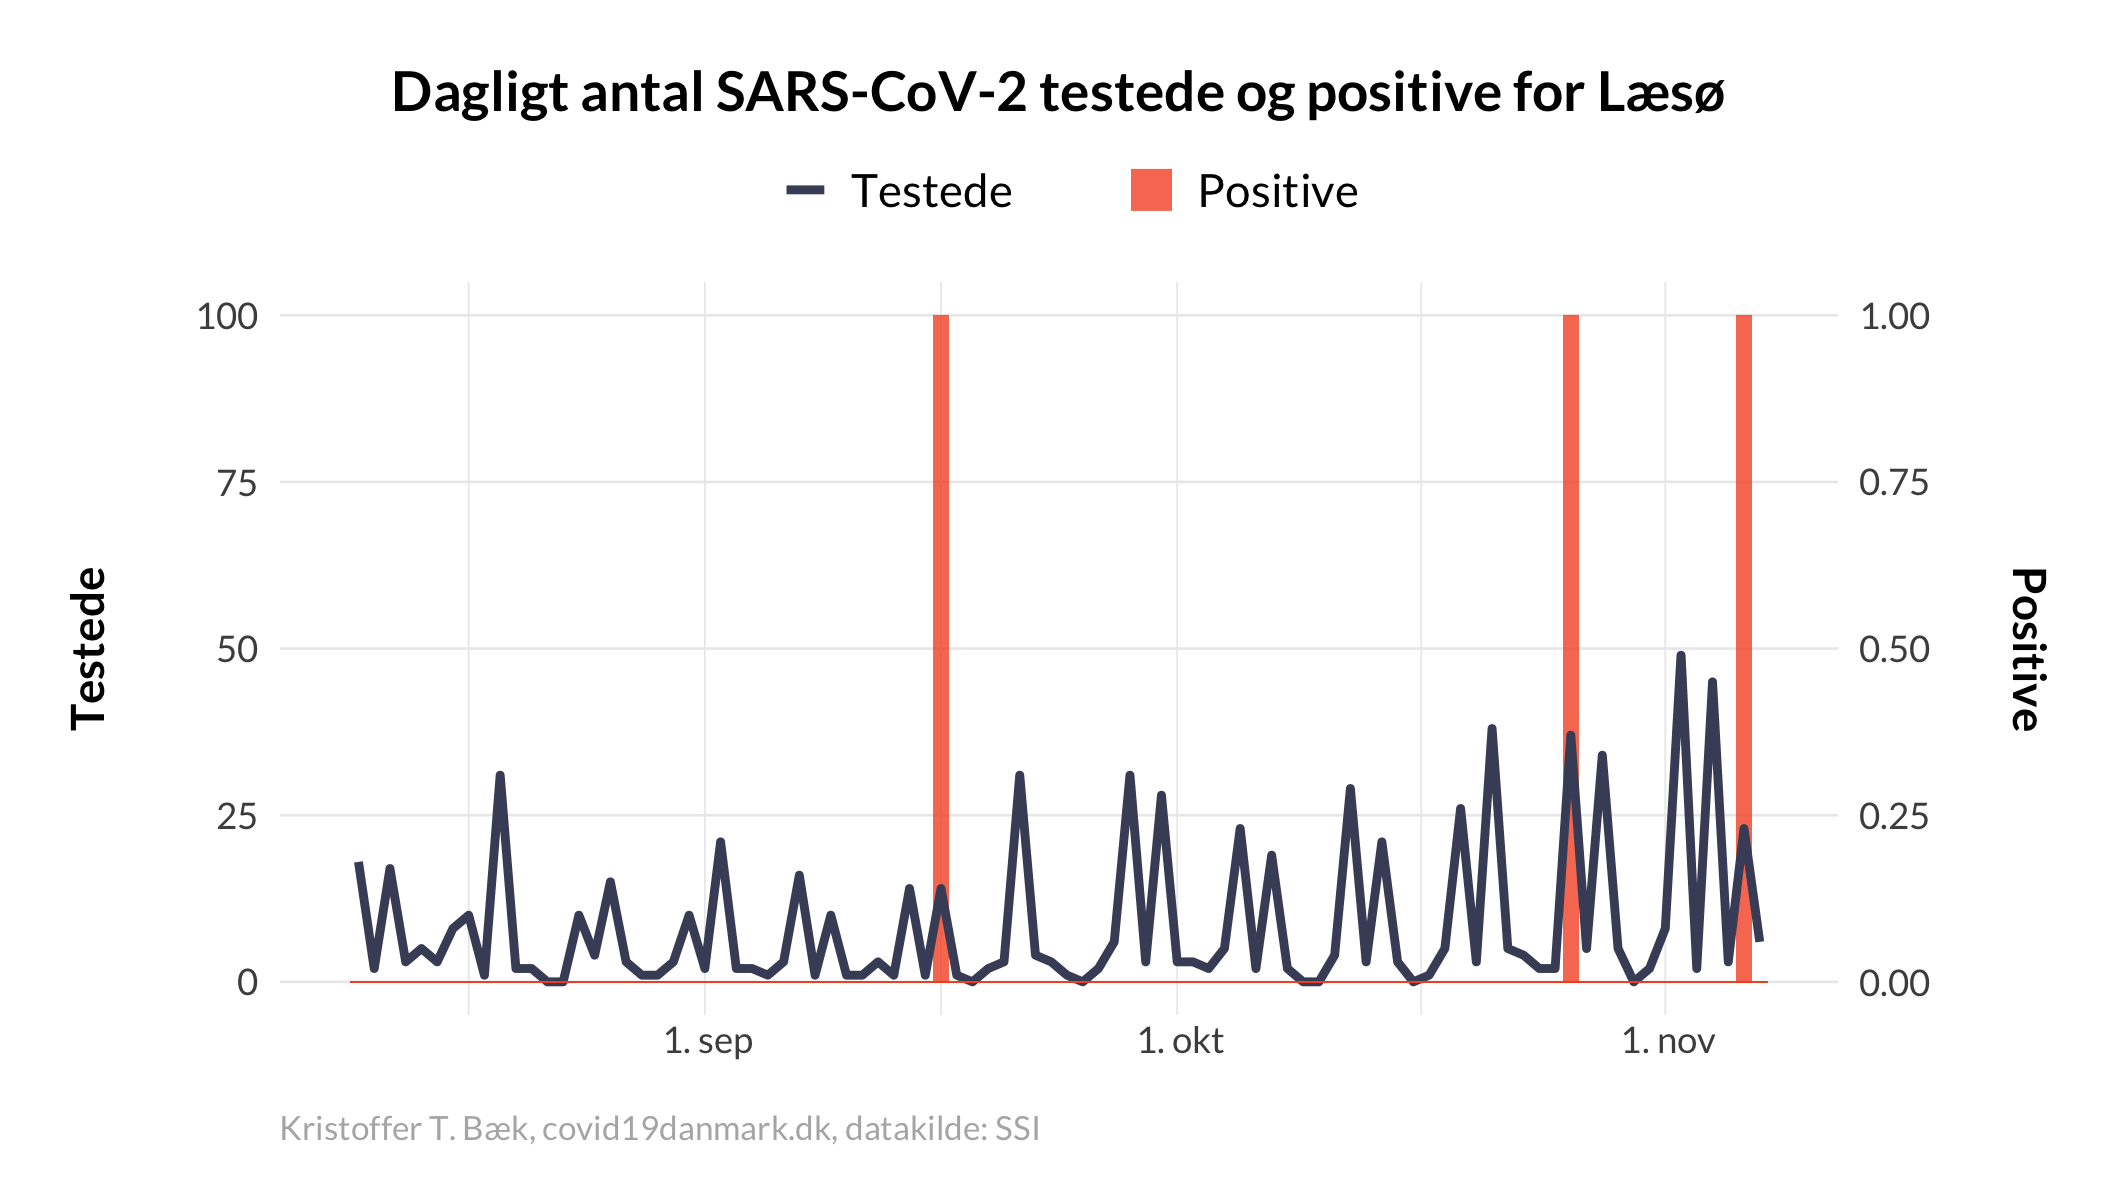 Dagligt antal SARS-CoV-2 testede og positive for Læsø
Testede
Positive
100
75
50
25
0
Testede
1.00
0.75
0.50
0.25
0.00
Positive
1. sep
1. okt
1. nov
Kristoffer T. Bæk, covid19danmark.dk, datakilde: SSI